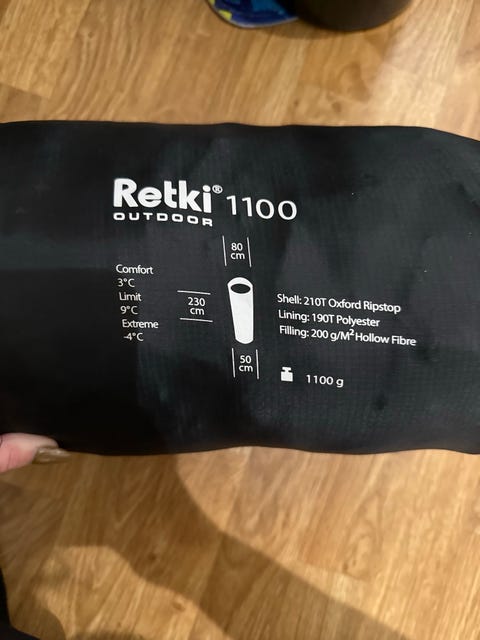 Retki® 1100
OUTDOOR
80
cm
Comfort
3°C
Limit
9°C
Extreme
-4°C
230
cm
Shell: 210T Oxford Ripstop
Lining: 190T Polyester
Filling: 200 g/M² Hollow Fibre
50
cm
1100 g